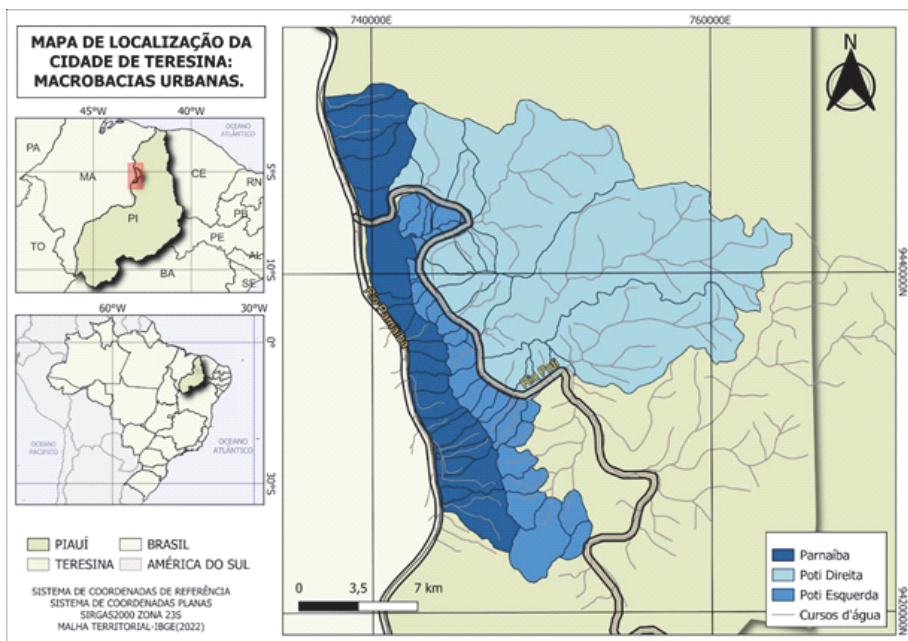 MAPA DE LOCALIZAÇÃO DA
CIDADE DE TERESINA:
MACROBACIAS URBANAS.
45°W
40°W
OCEANO
ATLÂNTICO
PA
MA
CE
RN
PB
PI
PE
TO
AL
BA
SE
5°S
10°S
60°W
30°W
0°
30°S
OCEANO
PACIFICO
OCEANO
ATLÂNTICO
PIAUÍ
BRASIL
TERESINA
AMÉRICA DO SUL
SISTEMA DE COORDENADAS DE REFERÊNCIA
SISTEMA DE COORDENADAS PLANAS
SIRGAS2000 ZONA 23S
MALHA TERRITORIAL-IBGE(2022)
740000E
760000E
N
9440000N
9420000N
Rio Parnaíba
Rio Poti
0 3,5 7 km
Parnaíba
Poti Direita
Poti Esquerda
Cursos d'água